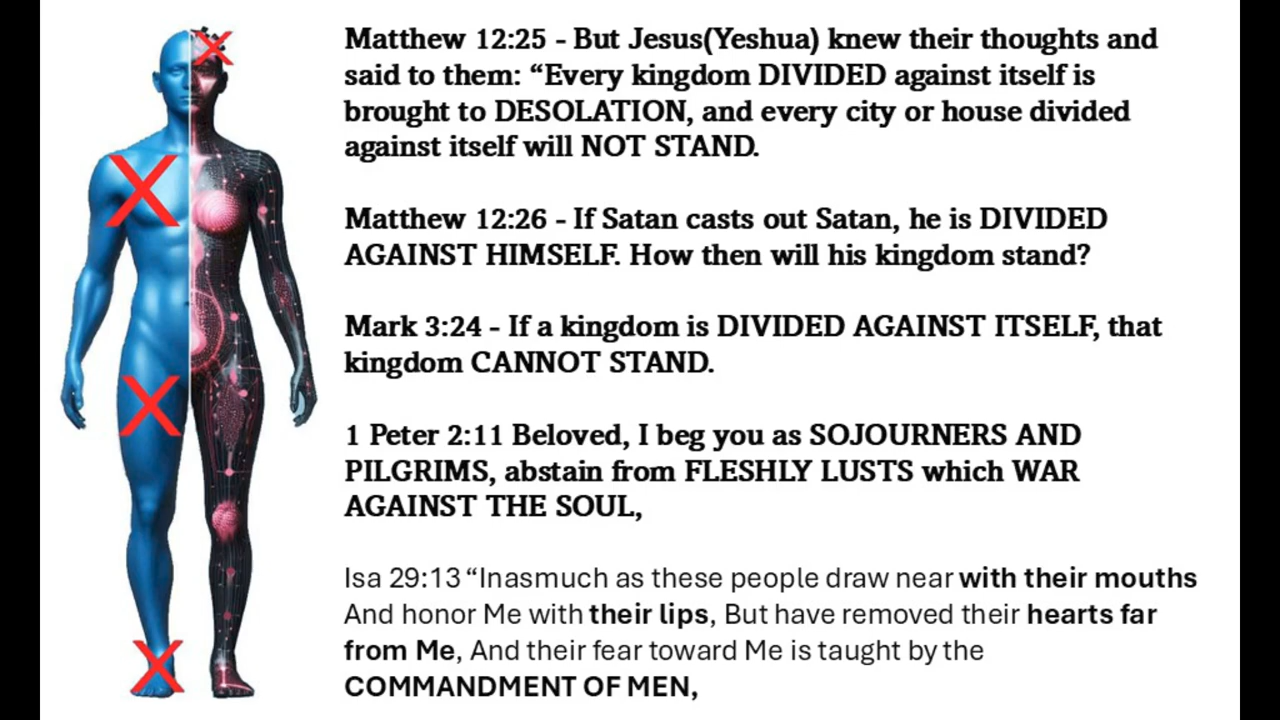 Matthew 12:25 - But Jesus(Yeshua) knew their thoughts and
said to them: “Every kingdom DIVIDED against itself is
brought to DESOLATION, and every city or house divided
against itself will NOT STAND.
Matthew 12:26 - If Satan casts out Satan, he is DIVIDED
AGAINST HIMSELF. How then will his kingdom stand?
Mark 3:24 - If a kingdom is DIVIDED AGAINST ITSELF, that
kingdom CANNOT STAND.
1 Peter 2:11 Beloved, I beg you as SOJOURNERS AND
PILGRIMS, abstain from FLESHLY LUSTS which WAR
AGAINST THE SOUL,
Isa 29:13 “Inasmuch as these people draw near with their mouths
And honor Me with their lips, But have removed their hearts far
from Me, And their fear toward Me is taught by the
COMMANDMENT OF MEN,